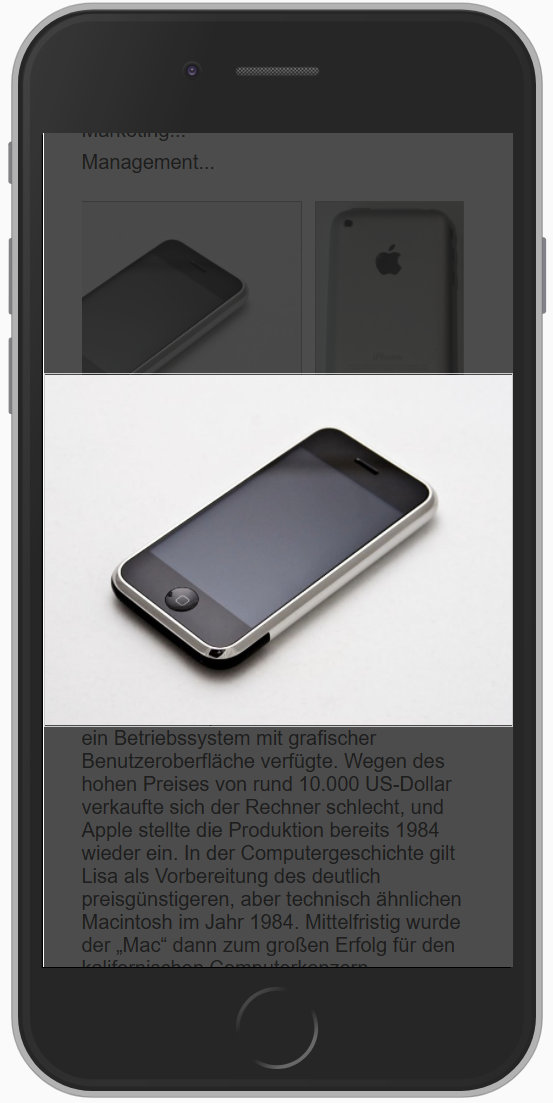 Marketing...
Management...
ein Betriebssystem mit grafischer
Benutzeroberfläche verfügte. Wegen des
hohen Preises von rund 10.000 US-Dollar
verkaufte sich der Rechner schlecht, und
Apple stellte die Produktion bereits 1984
wieder ein. In der Computergeschichte gilt
Lisa als Vorbereitung des deutlich
preisgünstigeren, aber technisch ähnlichen
Macintosh im Jahr 1984. Mittelfristig wurde
der „Mac“ dann zum großen Erfolg für den
kalifornischen Computerkonzern